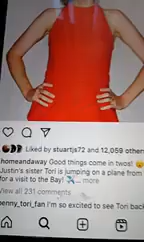 Liked by stuartjs72 and 12,059 others
homeandaway Good things come in twos!
Justin's sister Tori is jumping on a plane from
for a visit to the Bay! ... more
View all 231 comments
henny_tori_fan I'm so excited to see Tori back